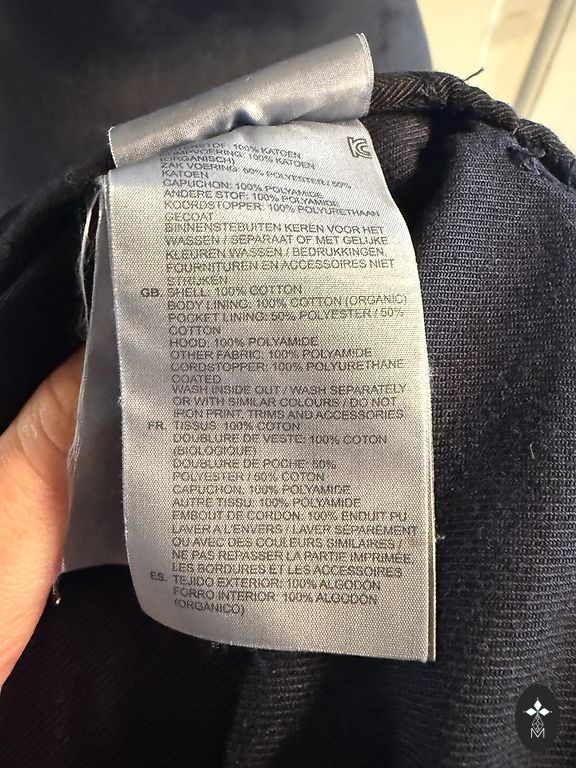 STOF: 100% KATOEN
VOERING: 100% KATOEN
(ORGANISCH)
ZAK VOERING: 50% POLYESTER / 50%
KATOEN
CAPUCHON: 100% POLYAMIDE
ANDERE STOF: 100% POLYAMIDE
KOORDSTOPPER: 100% POLYURETHAAN
GECOAT
BINNENSTEBUITEN KEREN VOOR HET
WASSEN / SEPARAAT OF MET GELIJKE
KLEUREN WASSEN / BEDRUKKINGEN,
FOURNITUREN EN ACCESSOIRES NIET
STRIJKEN
GB. SHELL: 100% COTTON
BODY LINING: 100% COTTON (ORGANIC)
POCKET LINING: 50% POLYESTER / 50%
COTTON
HOOD: 100% POLYAMIDE
OTHER FABRIC: 100% POLYAMIDE
CORDSTOPPER: 100% POLYURETHANE
COATED
WASH INSIDE OUT / WASH SEPARATELY
OR WITH SIMILAR COLOURS / DO NOT
IRON PRINT, TRIMS AND ACCESSORIES
FR. TISSUS: 100% COTON
DOUBLURE DE VESTE: 100% COTON
(BIOLOGIQUE)
DOUBLURE DE POCHE: 50%
POLYESTER / 50% COTON
CAPUCHON: 100% POLYAMIDE
AUTRE TISSU: 100% POLYAMIDE
EMBOUT DE CORDON: 100% ENDUIT PU
LAVER A L'ENVERS / LAVER SEPAREMENT
OU AVEC DES COULEURS SIMILAIRES /
NE PAS REPASSER LA PARTIE IMPRIMEE,
LES BORDURES ET LES ACCESSOIRES
ES. TEJIDO EXTERIOR: 100% ALGODÓN
FORRO INTERIOR: 100% ALGODÓN
(ORGÁNICO)